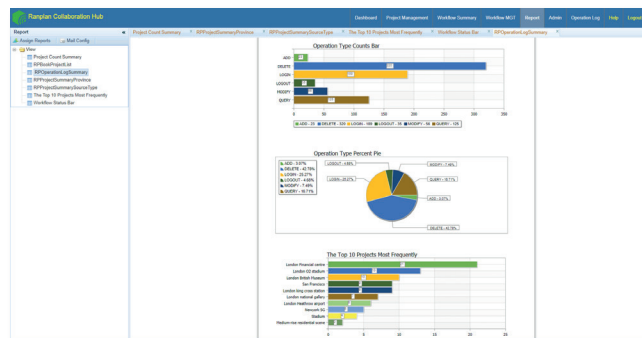 Ranplan Collaboration Hub
Dashboard Project Management Workflow Summary Workflow MGT Report Admin Operation Log Help Logout
Report
Project Count Summary RPProjectSummaryProvince RPProjectSummarySourceType The Top 10 Projects Most Frequently Workflow Status Bar RPOperationLogSummary
Assign Reports Mail Config
View
Project Count Summary
RPBookProjectList
RPOperationLogSummary
RPProjectSummaryProvince
RPProjectSummarySourceType
The Top 10 Projects Most Frequently
Workflow Status Bar
Operation Type Counts Bar
ADD
DELETE
LOGIN
LOGOUT
MODIFY
QUERY
0 50 100 150 200 250 300 350
Operation Type Percent Pie
The Top 10 Projects Most Frequently
London Financial centre
London O2 stadium
London British Museum
San Francisco
London king cross station
London national gallery
London Heathrow airport
Newcom 5G
Stadium
Medium-rise residential scene
0 5 10 15 20 25